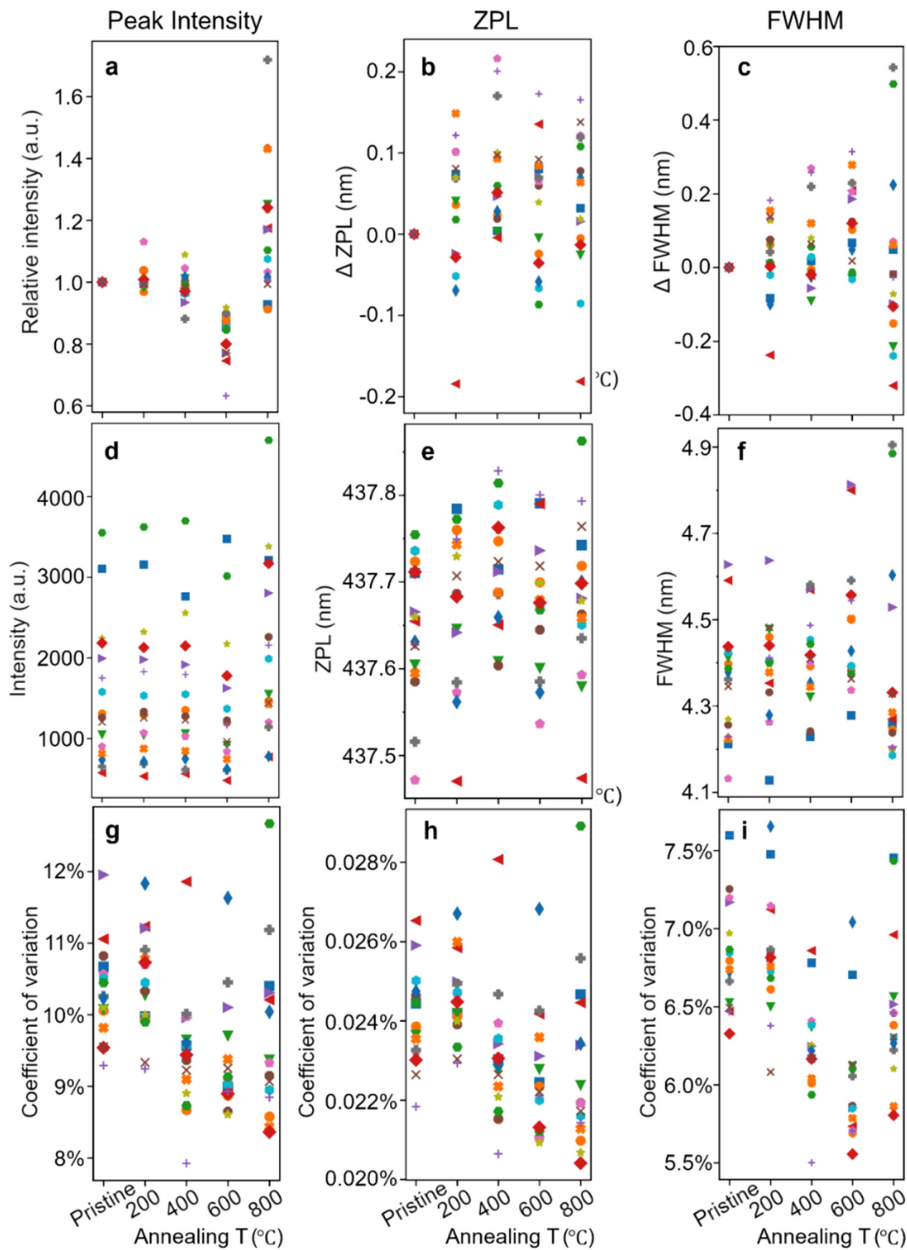 Peak Intensity ZPL FWHM
a b c
Relative intensity (a.u.)
1.6
1.4
1.2
1.0
0.8
0.6
Δ ZPL (nm)
0.2
0.1
0.0
-0.1
-0.2
°C)
Δ FWHM (nm)
0.6
0.4
0.2
0.0
-0.2
-0.4
d e f
Intensity (a.u.)
4000
3000
2000
1000
ZPL (nm)
437.8
437.7
437.6
437.5
°C)
FWHM (nm)
4.9
4.7
4.5
4.3
4.1
g h i
Coefficient of variation
12%
11%
10%
9%
8%
Coefficient of variation
0.028%
0.026%
0.024%
0.022%
0.020%
Coefficient of variation
7.5%
7.0%
6.5%
6.0%
5.5%
Pristine 200 400 600 800 Pristine 200 400 600 800 Pristine 200 400 600 800
Annealing T (°C) Annealing T (°C) Annealing T (°C)